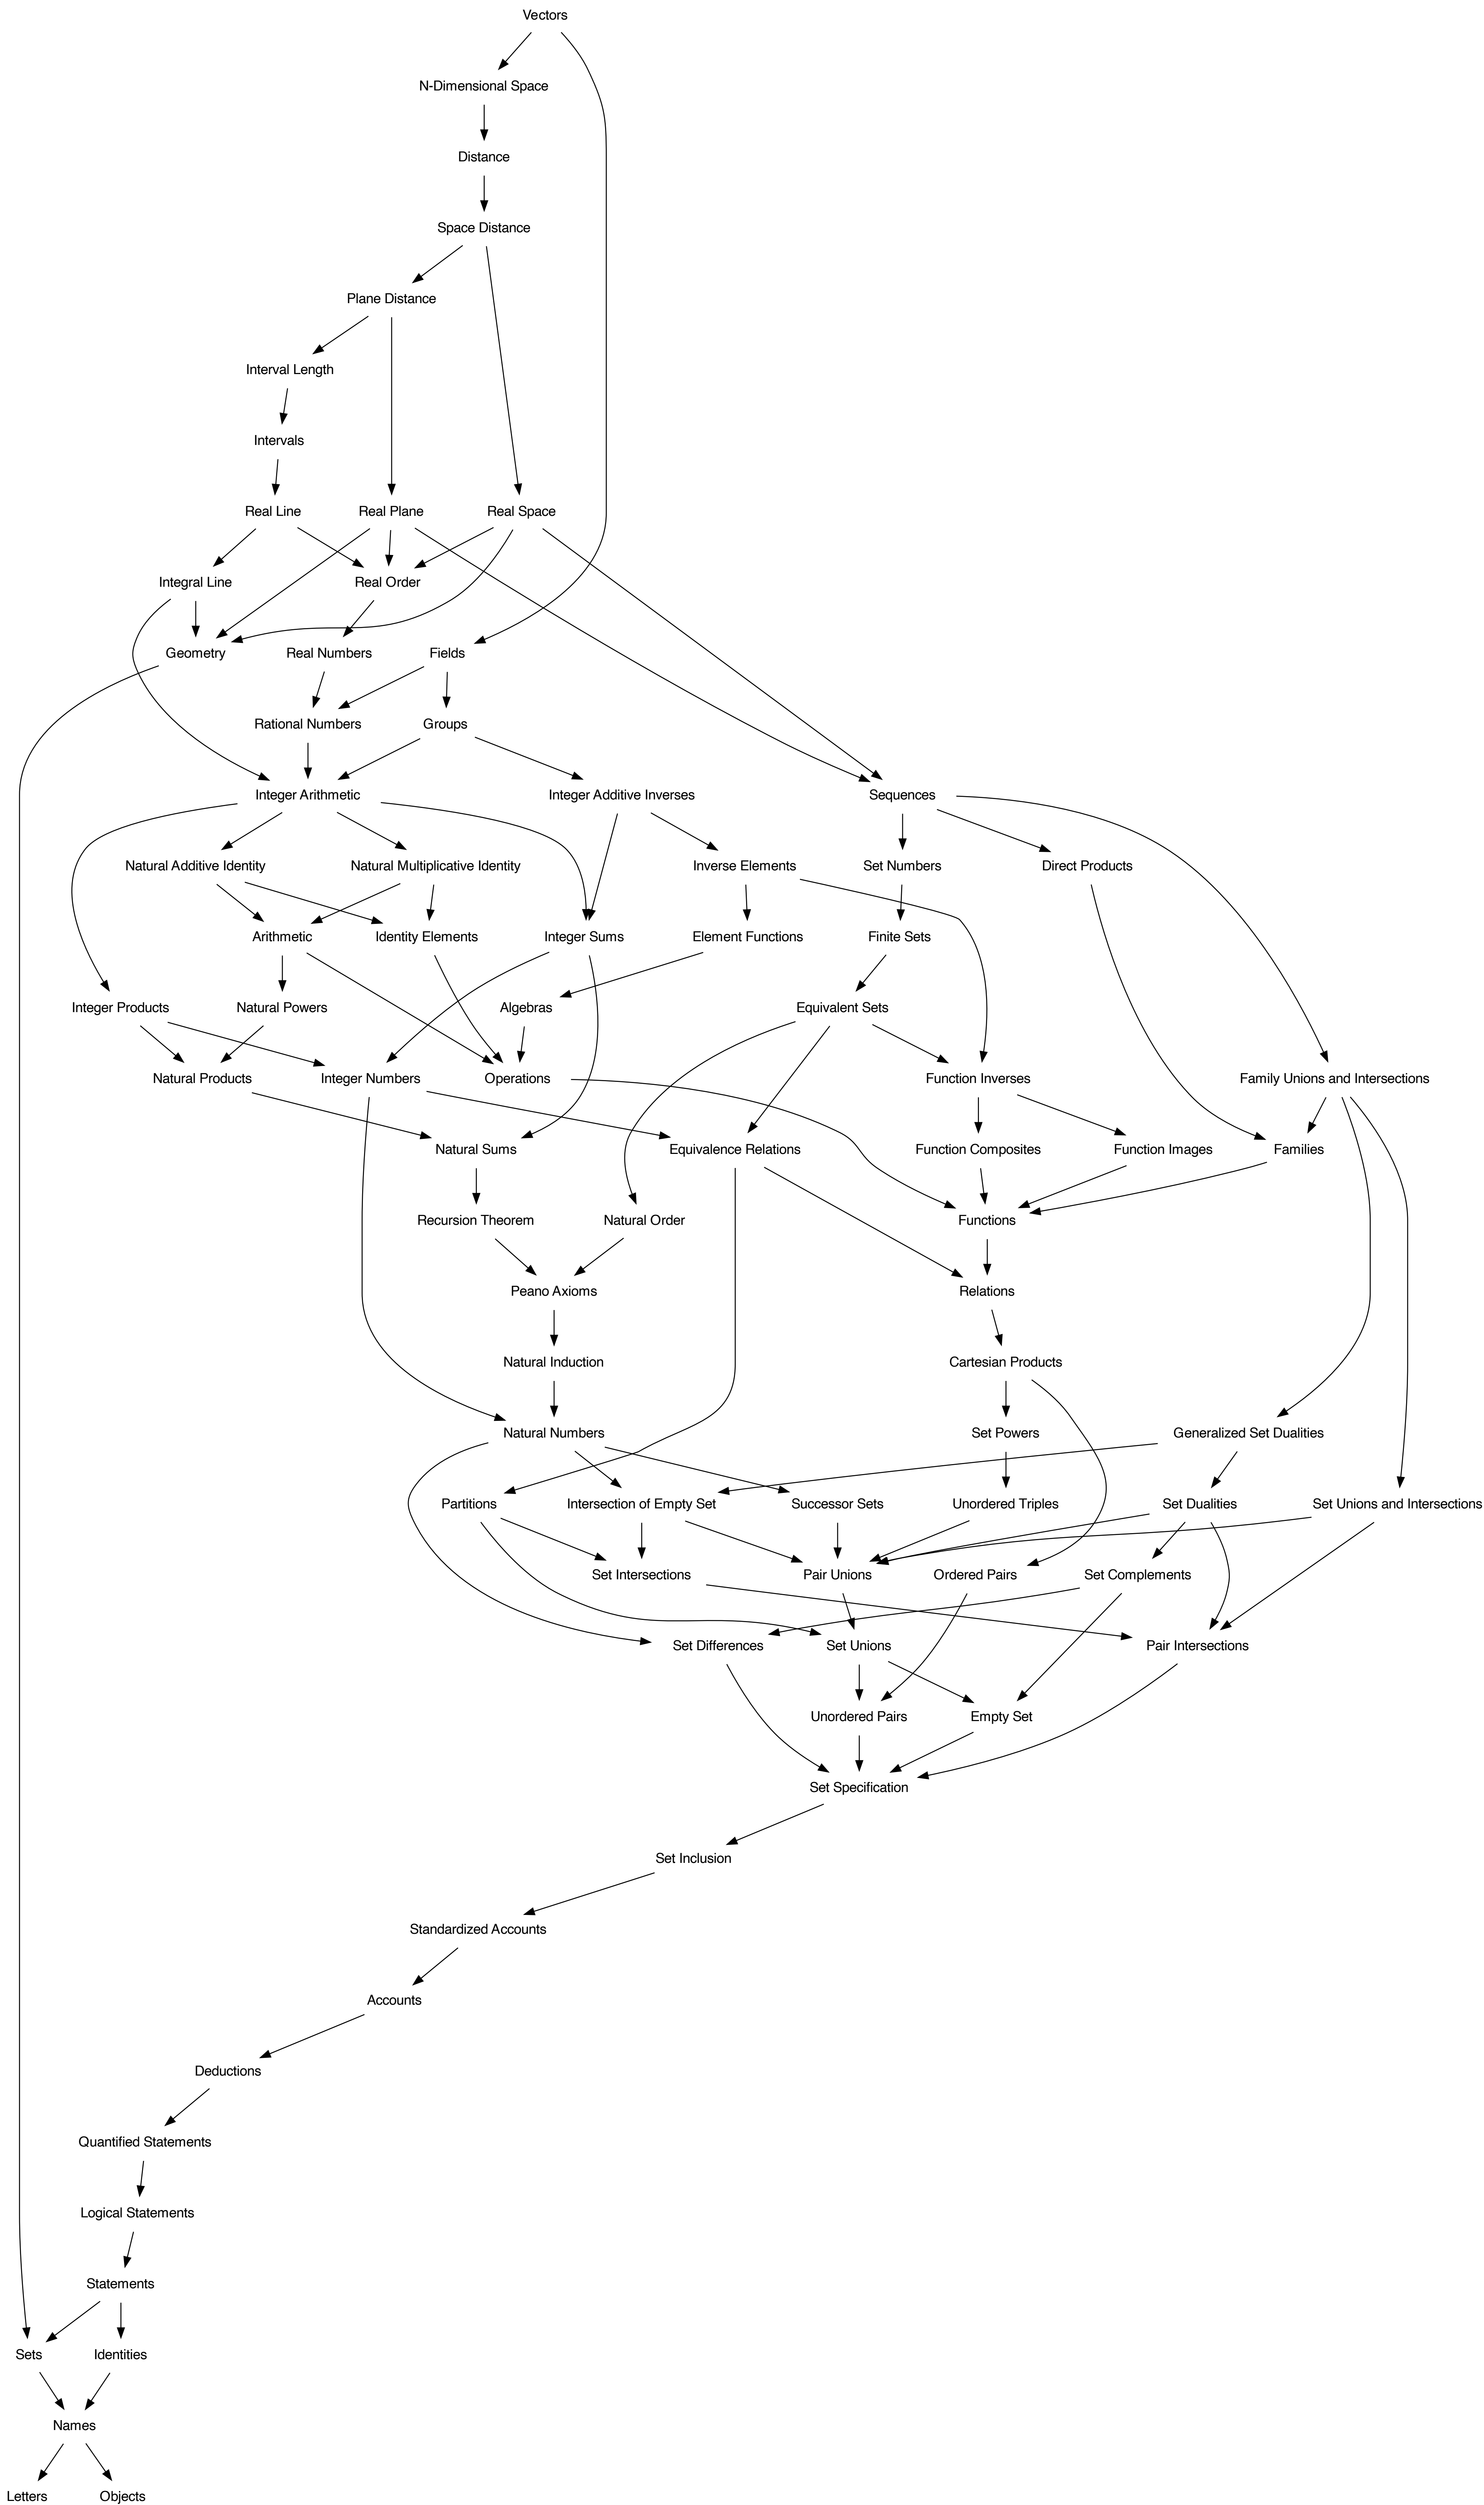 Vectors
N-Dimensional Space
Distance
Space Distance
Plane Distance
Interval Length
Intervals
Real Line
Real Plane
Real Space
Integral Line
Real Order
Geometry
Real Numbers
Fields
Rational Numbers
Groups
Integer Arithmetic
Integer Additive Inverses
Sequences
Natural Additive Identity
Natural Multiplicative Identity
Inverse Elements
Set Numbers
Direct Products
Arithmetic
Identity Elements
Integer Sums
Element Functions
Finite Sets
Integer Products
Natural Powers
Algebras
Equivalent Sets
Natural Products
Integer Numbers
Operations
Function Inverses
Family Unions and Intersections
Natural Sums
Equivalence Relations
Function Composites
Function Images
Families
Recursion Theorem
Natural Order
Functions
Peano Axioms
Relations
Natural Induction
Cartesian Products
Natural Numbers
Set Powers
Generalized Set Dualities
Partitions
Intersection of Empty Set
Successor Sets
Unordered Triples
Set Dualities
Set Unions and Intersections
Set Intersections
Pair Unions
Ordered Pairs
Set Complements
Set Differences
Set Unions
Pair Intersections
Unordered Pairs
Empty Set
Set Specification
Set Inclusion
Standardized Accounts
Accounts
Deductions
Quantified Statements
Logical Statements
Statements
Sets
Identities
Names
Letters
Objects